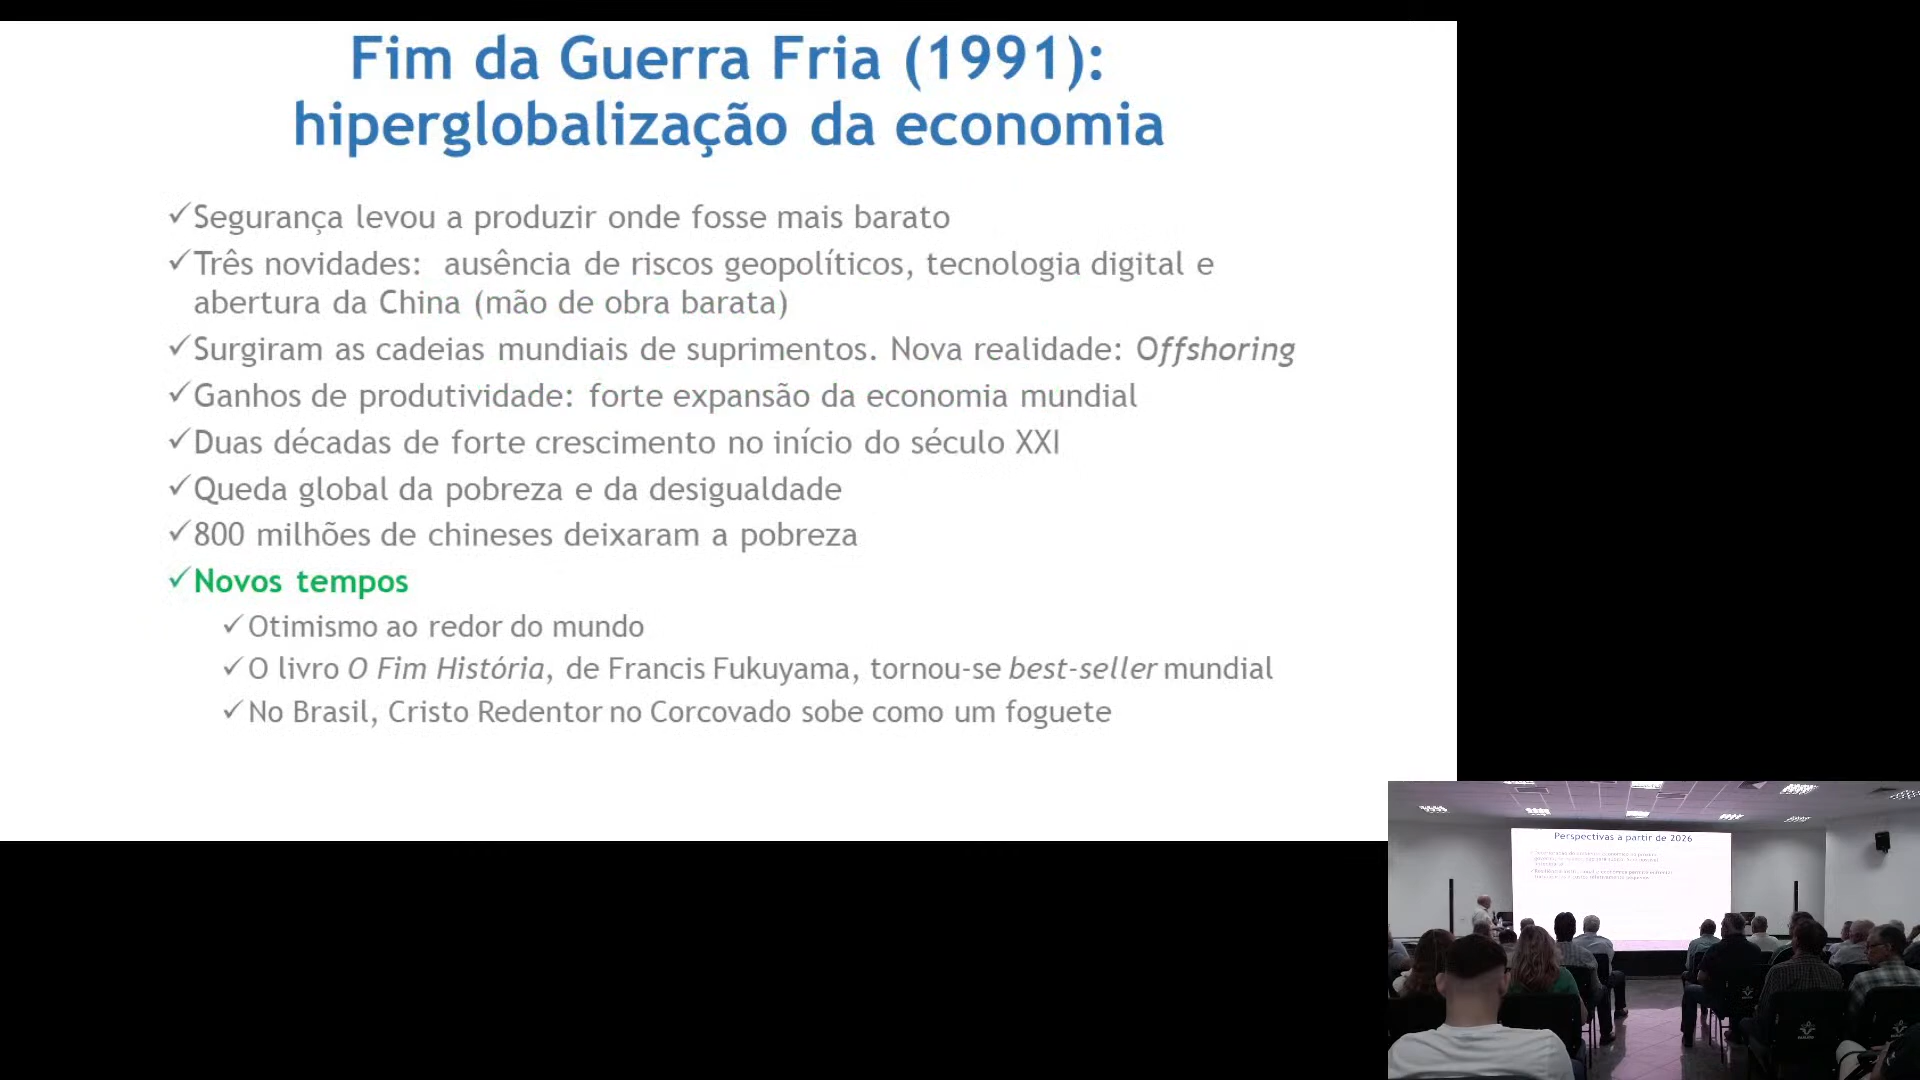 Fim da Guerra Fria (1991):
hiperglobalização da economia
✓Segurança levou a produzir onde fosse mais barato
✓Três novidades:  ausência de riscos geopolíticos, tecnologia digital e
abertura da China (mão de obra barata)
✓Surgiram as cadeias mundiais de suprimentos. Nova realidade: Offshoring
✓Ganhos de produtividade: forte expansão da economia mundial
✓Duas décadas de forte crescimento no início do século XXI
✓Queda global da pobreza e da desigualdade
✓800 milhões de chineses deixaram a pobreza
✓Novos tempos
✓Otimismo ao redor do mundo
✓O livro O Fim História, de Francis Fukuyama, tornou-se best-seller mundial
✓No Brasil, Cristo Redentor no Corcovado sobe como um foguete
Perspectivas a partir de 2026